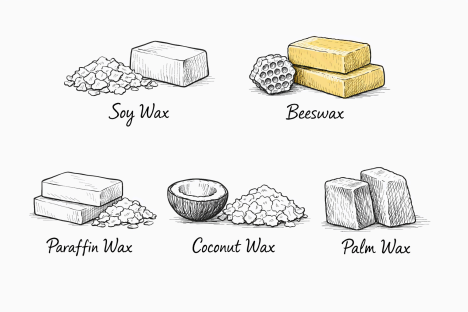 Soy Wax
Beeswax
Paraffin Wax
Coconut Wax
Palm Wax